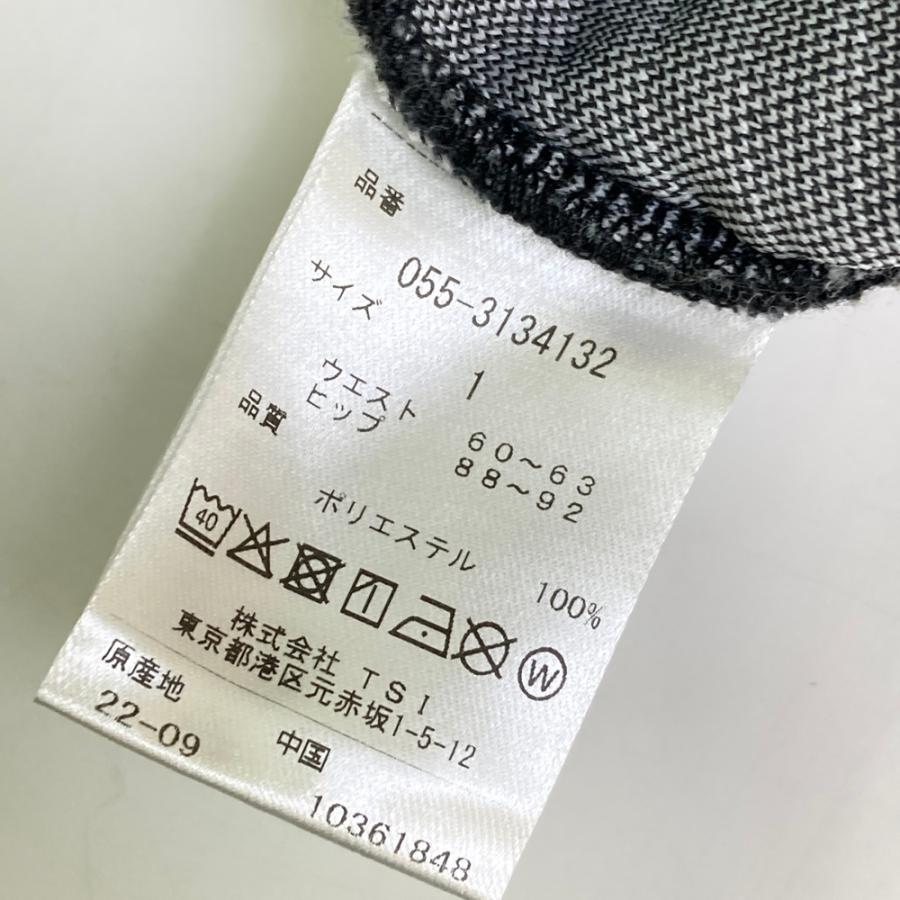 品番
055-3134132
サイズ
1
ウエスト 60～63
ヒップ 88～92
品質
ポリエステル 100%
40
W
株式会社 TSI
東京都港区元赤坂1-5-12
原産地 中国
22-09 10361848